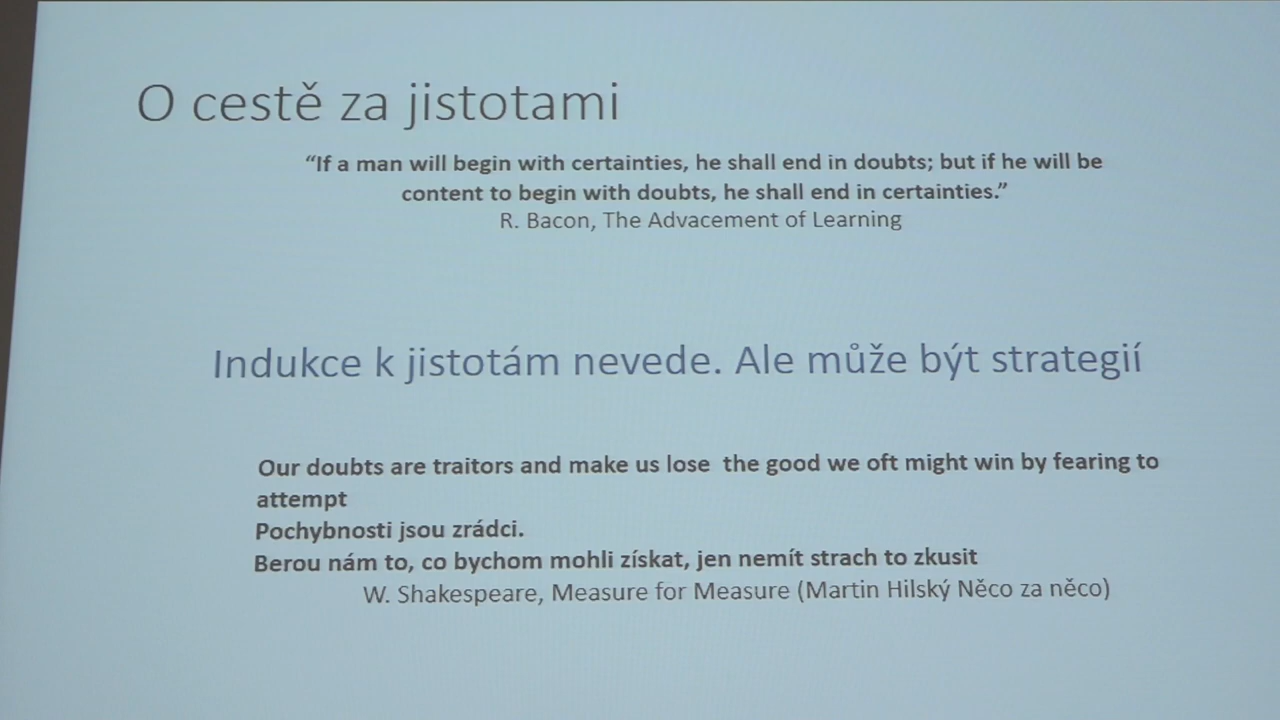 O cestě za jistotami
“If a man will begin with certainties, he shall end in doubts; but if he will be
content to begin with doubts, he shall end in certainties.”
R. Bacon, The Advacement of Learning
Indukce k jistotám nevede. Ale může být strategií
Our doubts are traitors and make us lose  the good we oft might win by fearing to
attempt
Pochybnosti jsou zrádci.
Berou nám to, co bychom mohli získat, jen nemít strach to zkusit
W. Shakespeare, Measure for Measure (Martin Hilský Něco za něco)